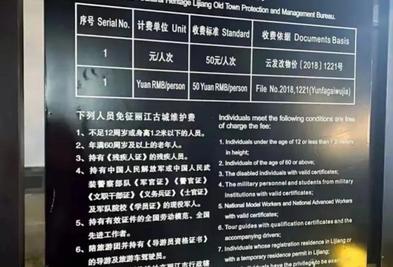 Heritage Lijiang Old Town Protection and Management Bureau.
序号 Serial No. 计费单位 Unit 收费标准 Standard 收费依据 Documents Basis
1 元/人次 50元/人次 云发改物价〔2018〕1221号
1 Yuan RMB/person 50 Yuan RMB/person File No.2018,1221(Yunfagaiwujia)
下列人员免征丽江古城维护费
1、不足12周岁或身高1.2米以下的人员。
2、年满60周岁及以上的老年人。
3、持有《残疾人证》的残疾人员。
4、持有中国人民解放军或中国人民武
装警察部队《军官证》《警官证》
《文职干部证》《义务兵证》《士官证》
及军队院校《学员证》的现役军人。
5、持有有效证件的全国劳动模范、全国
先进工作者。
6、陪旅游团并持有《导游员资格证书》
的导游及旅游车驾驶员。
Individuals meet the following conditions are free
of charge the fee:
1. Individuals under the age of 12 or less than 1.2 meters
in height;
2. Individuals of the age of 60 or above;
3. The disabled individuals with valid certificates;
4. The military personnel and students from military
institutions with valid certificates;
5. National Model Workers and National Advanced Workers
with valid certificates;
6. Tour guides with qualification certificates and the
accompanying drivers;
7. Individuals whose registration residence in Lijiang or
with a temporary residence permit in Lijiang;